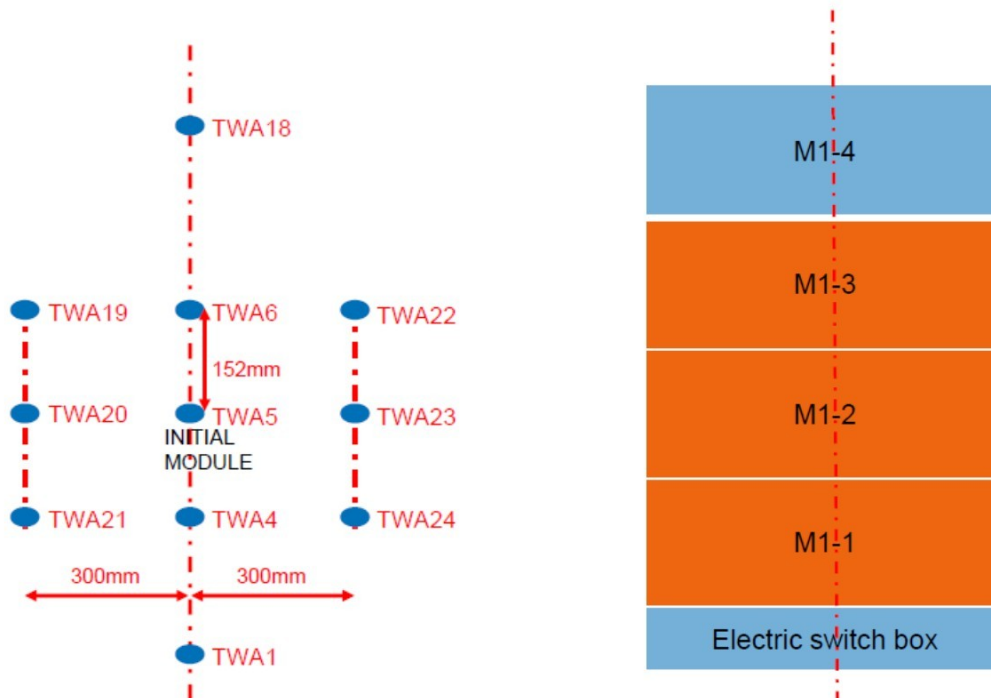 TWA18
TWA19
TWA6
TWA22
152mm
TWA20
TWA5
TWA23
INITIAL
MODULE
TWA21
TWA4
TWA24
300mm
300mm
TWA1
M1-4
M1-3
M1-2
M1-1
Electric switch box